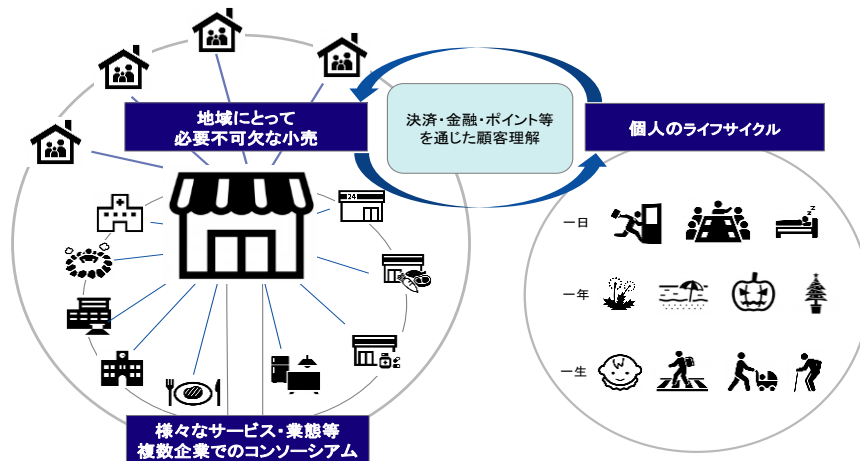 地域にとって
必要不可欠な小売
決済・金融・ポイント等
を通じた顧客理解
個人のライフサイクル
24
一日
z
z
一年
一生
様々なサービス・業態等
複数企業でのコンソーシアム